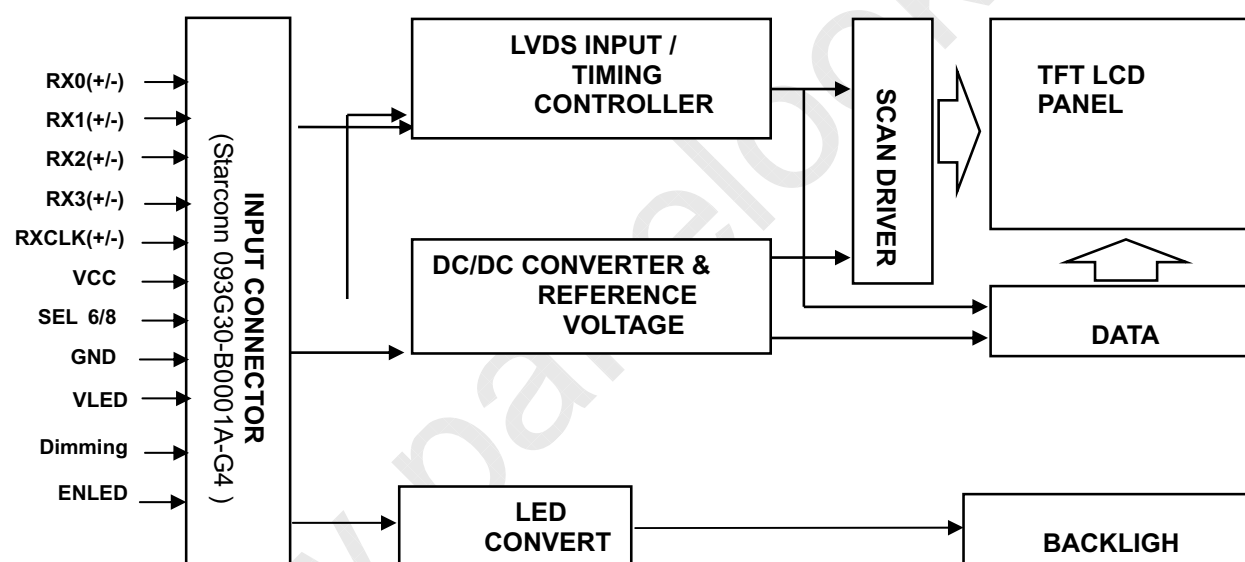 RX0(+/-)
RX1(+/-)
RX2(+/-)
RX3(+/-)
RXCLK(+/-)
VCC
SEL 6/8
GND
VLED
Dimming
ENLED
INPUT CONNECTOR
(Starconn 093G30-B0001A-G4 )
LVDS INPUT /
TIMING
CONTROLLER
DC/DC CONVERTER &
REFERENCE
VOLTAGE
LED
CONVERT
SCAN DRIVER
TFT LCD
PANEL
DATA
BACKLIGH